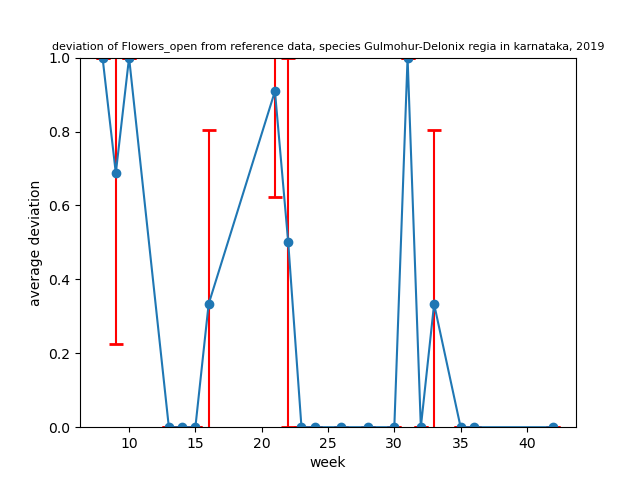 deviation of Flowers_open from reference data, species Gulmohur-Delonix regia in karnataka, 2019
1.0
0.8
0.6
0.4
0.2
0.0
average deviation
10 15 20 25 30 35 40
week